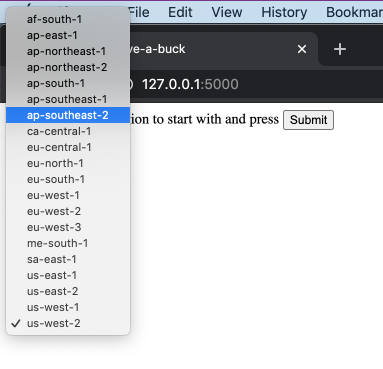 File Edit View History Bookmar
ve-a-buck
127.0.0.1:5000
ion to start with and press Submit
af-south-1
ap-east-1
ap-northeast-1
ap-northeast-2
ap-south-1
ap-southeast-1
ap-southeast-2
ca-central-1
eu-central-1
eu-north-1
eu-south-1
eu-west-1
eu-west-2
eu-west-3
me-south-1
sa-east-1
us-east-1
us-east-2
us-west-1
us-west-2